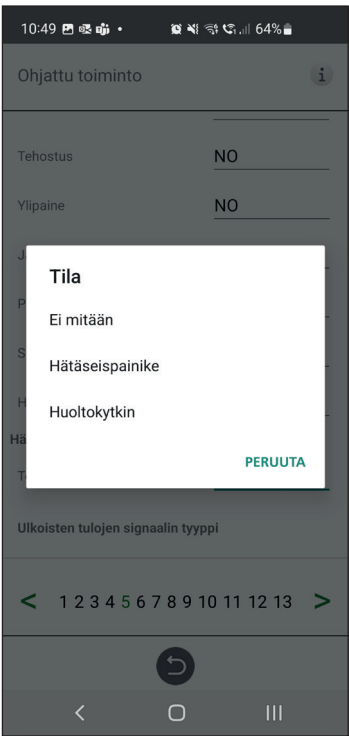 10:49
64%
Ohjattu toiminto
i
Tehostus NO
Ylipaine NO
J
Tila
P
Ei mitään
S
Hätäseispainike
H
Huoltokytkin
Hä
PERUUTA
T
Ulkoisten tulojen signaalin tyyppi
< 1 2 3 4 5 6 7 8 9 10 11 12 13 >